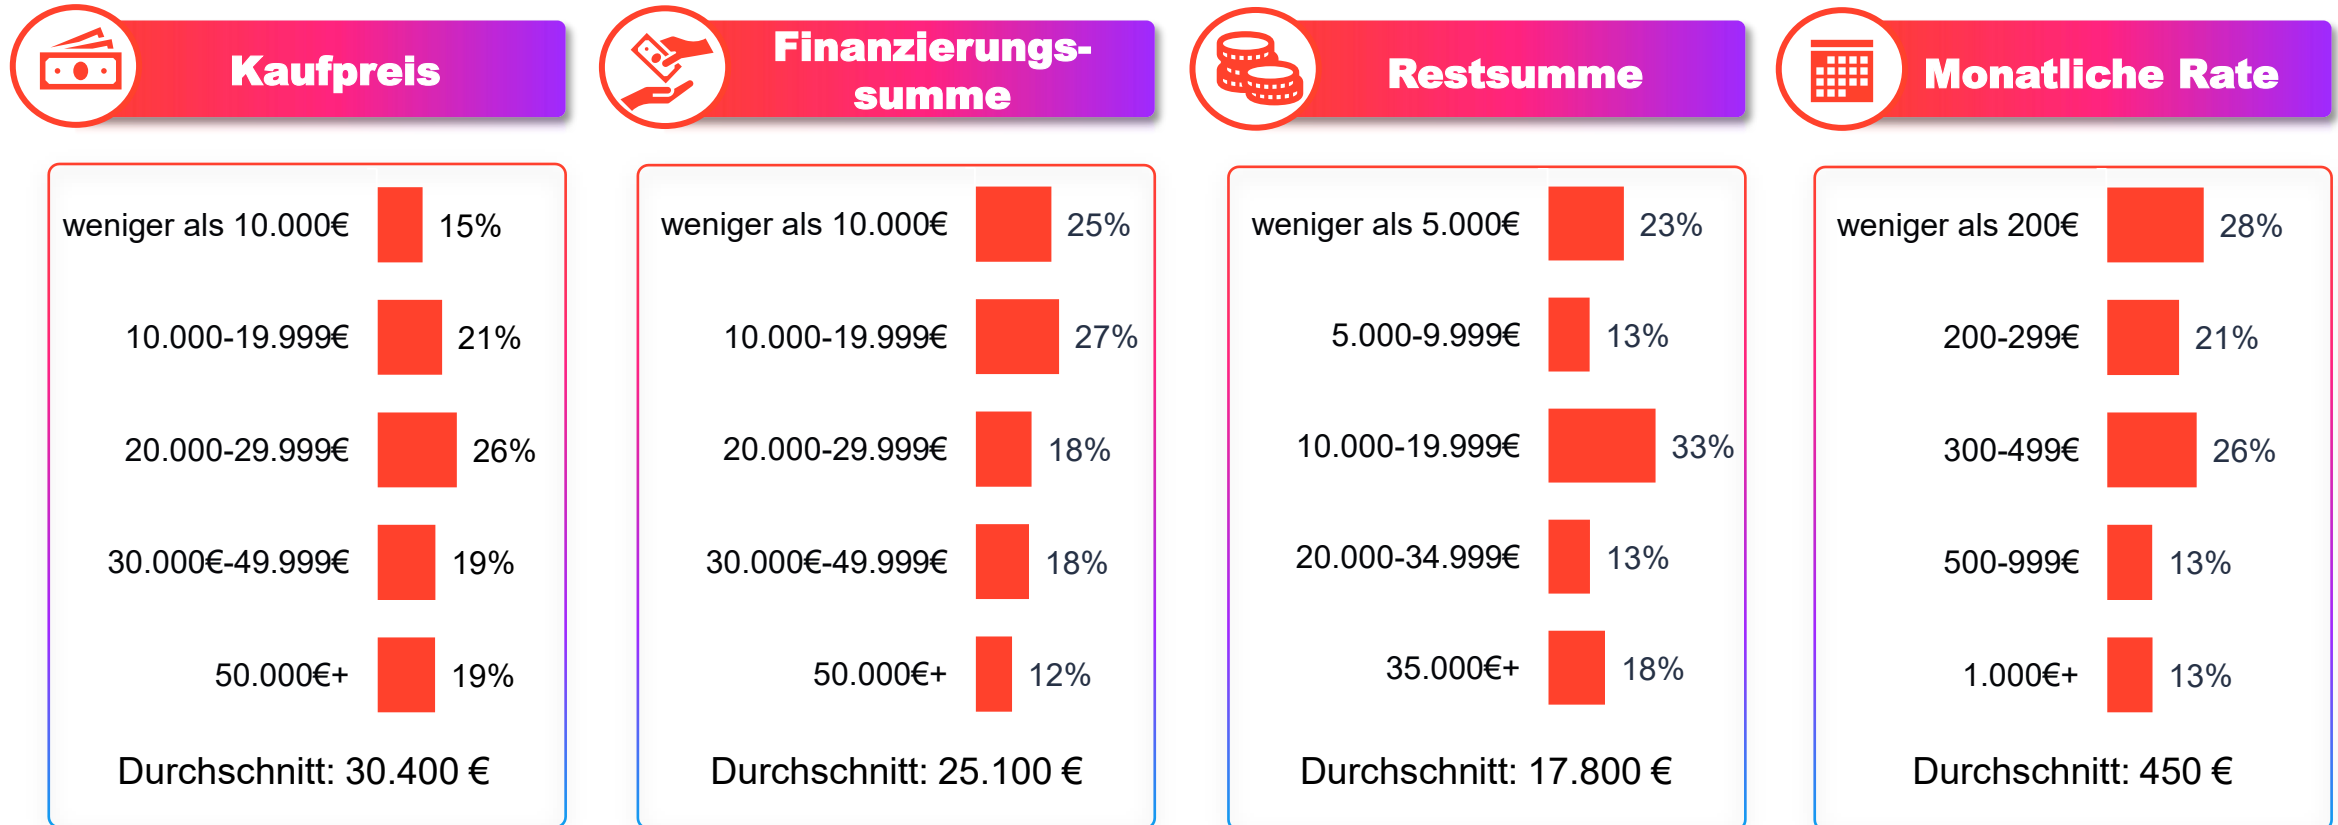 Kaufpreis
weniger als 10.000€ 15%
10.000-19.999€ 21%
20.000-29.999€ 26%
30.000€-49.999€ 19%
50.000€+ 19%
Durchschnitt: 30.400 €
Finanzierungs-
summe
weniger als 10.000€ 25%
10.000-19.999€ 27%
20.000-29.999€ 18%
30.000€-49.999€ 18%
50.000€+ 12%
Durchschnitt: 25.100 €
Restsumme
weniger als 5.000€ 23%
5.000-9.999€ 13%
10.000-19.999€ 33%
20.000-34.999€ 13%
35.000€+ 18%
Durchschnitt: 17.800 €
Monatliche Rate
weniger als 200€ 28%
200-299€ 21%
300-499€ 26%
500-999€ 13%
1.000€+ 13%
Durchschnitt: 450 €